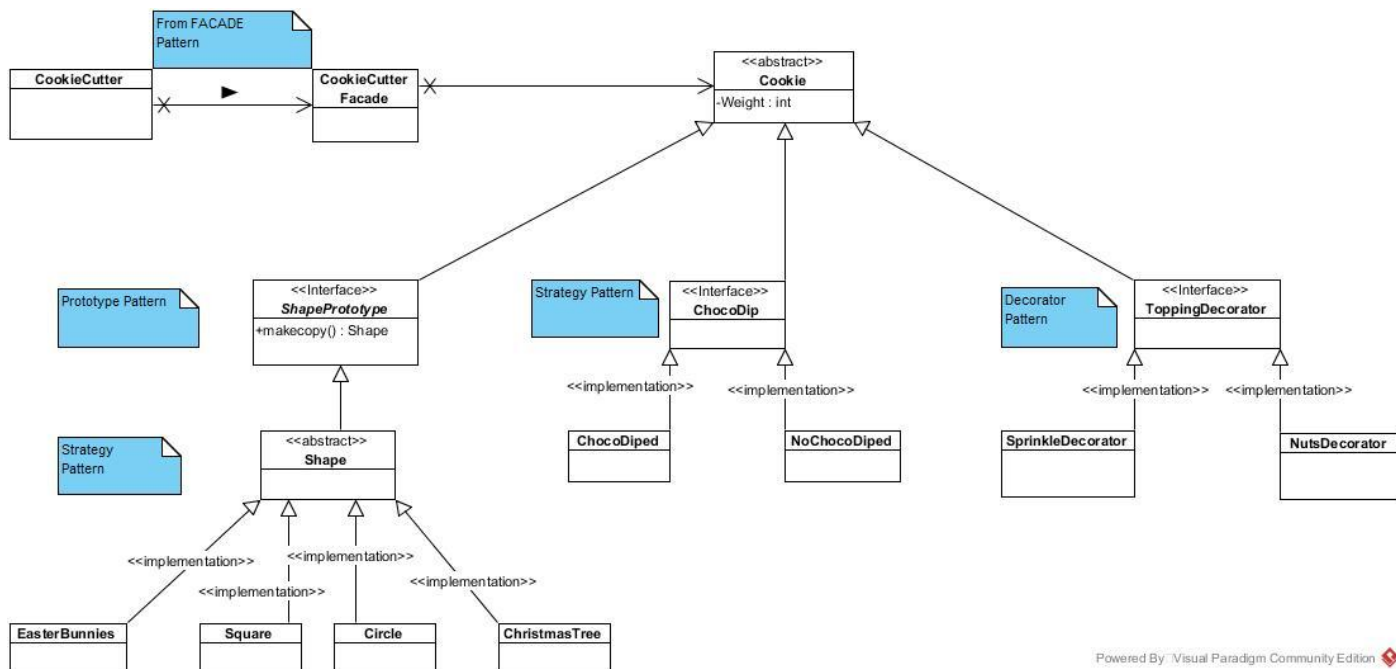 From FACADE
Pattern
CookieCutter
CookieCutter
Facade
<<abstract>>
Cookie
-Weight : int
Prototype Pattern
<<Interface>>
ShapePrototype
+makecopy() : Shape
Strategy Pattern
<<Interface>>
ChocoDip
Decorator
Pattern
<<Interface>>
ToppingDecorator
<<implementation>>
<<implementation>>
<<implementation>>
<<implementation>>
Strategy
Pattern
<<abstract>>
Shape
ChocoDiped
NoChocoDiped
SprinkleDecorator
NutsDecorator
<<implementation>>
<<implementation>>
<<implementation>>
<<implementation>>
EasterBunnies
Square
Circle
ChristmasTree
Powered By Visual Paradigm Community Edition